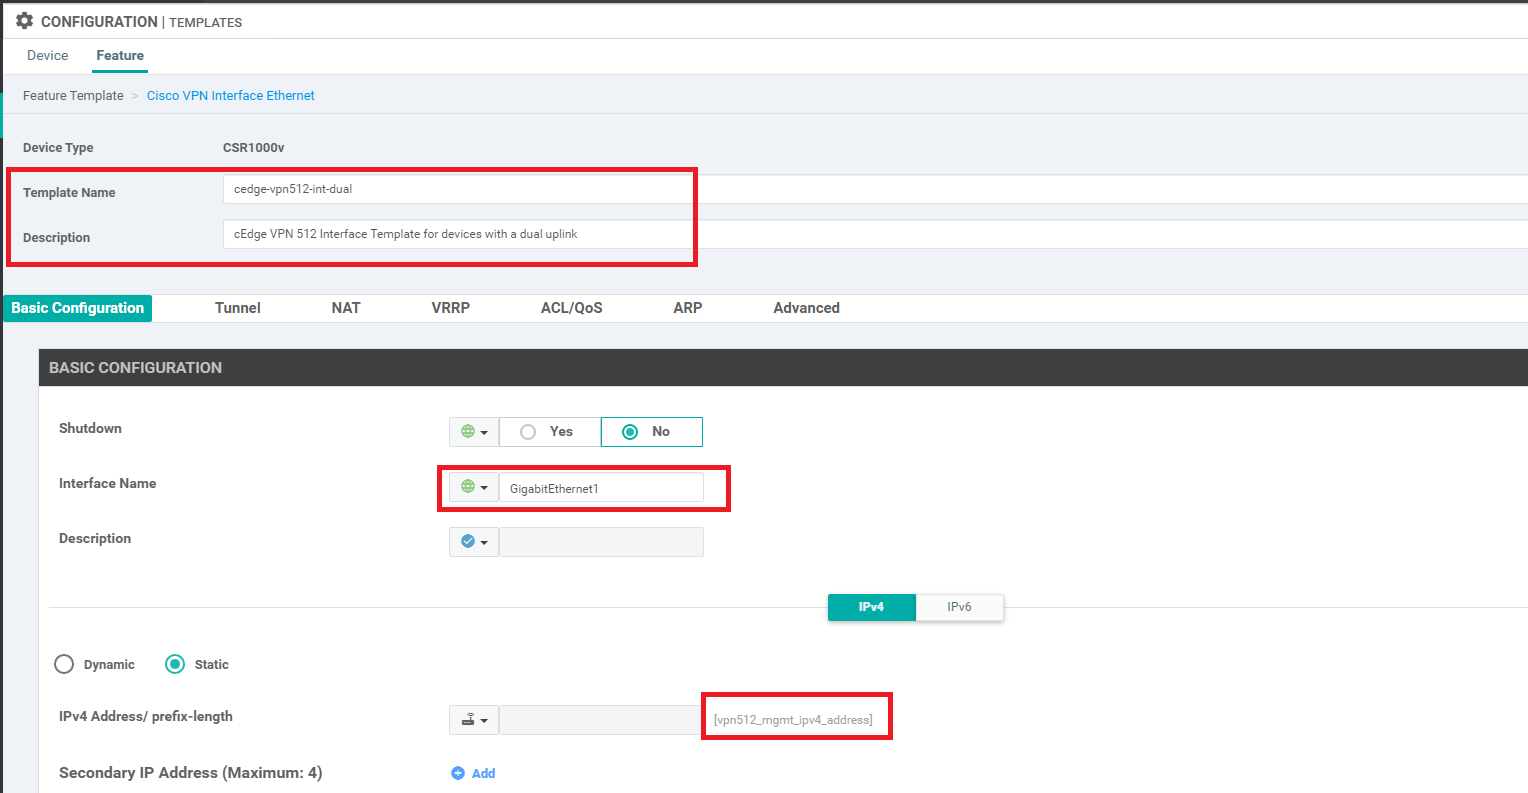 CONFIGURATION | TEMPLATES
Device Feature
Feature Template > Cisco VPN Interface Ethernet
Device Type CSR1000v
Template Name cedge-vpn512-int-dual
Description cEdge VPN 512 Interface Template for devices with a dual uplink
Basic Configuration Tunnel NAT VRRP ACL/QoS ARP Advanced
BASIC CONFIGURATION
Shutdown Yes No
Interface Name GigabitEthernet1
Description
IPv4 IPv6
Dynamic Static
IPv4 Address/ prefix-length [vpn512_mgmt_ipv4_address]
Secondary IP Address (Maximum: 4) Add